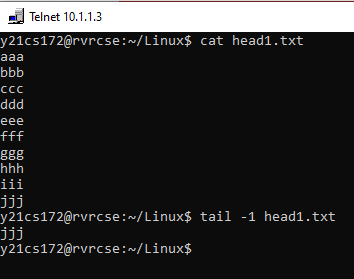 Telnet 10.1.1.3
y21cs172@rvrcse:~/Linux$ cat head1.txt
aaa
bbb
ccc
ddd
eee
fff
ggg
hhh
iii
jjj
y21cs172@rvrcse:~/Linux$ tail -1 head1.txt
jjj
y21cs172@rvrcse:~/Linux$